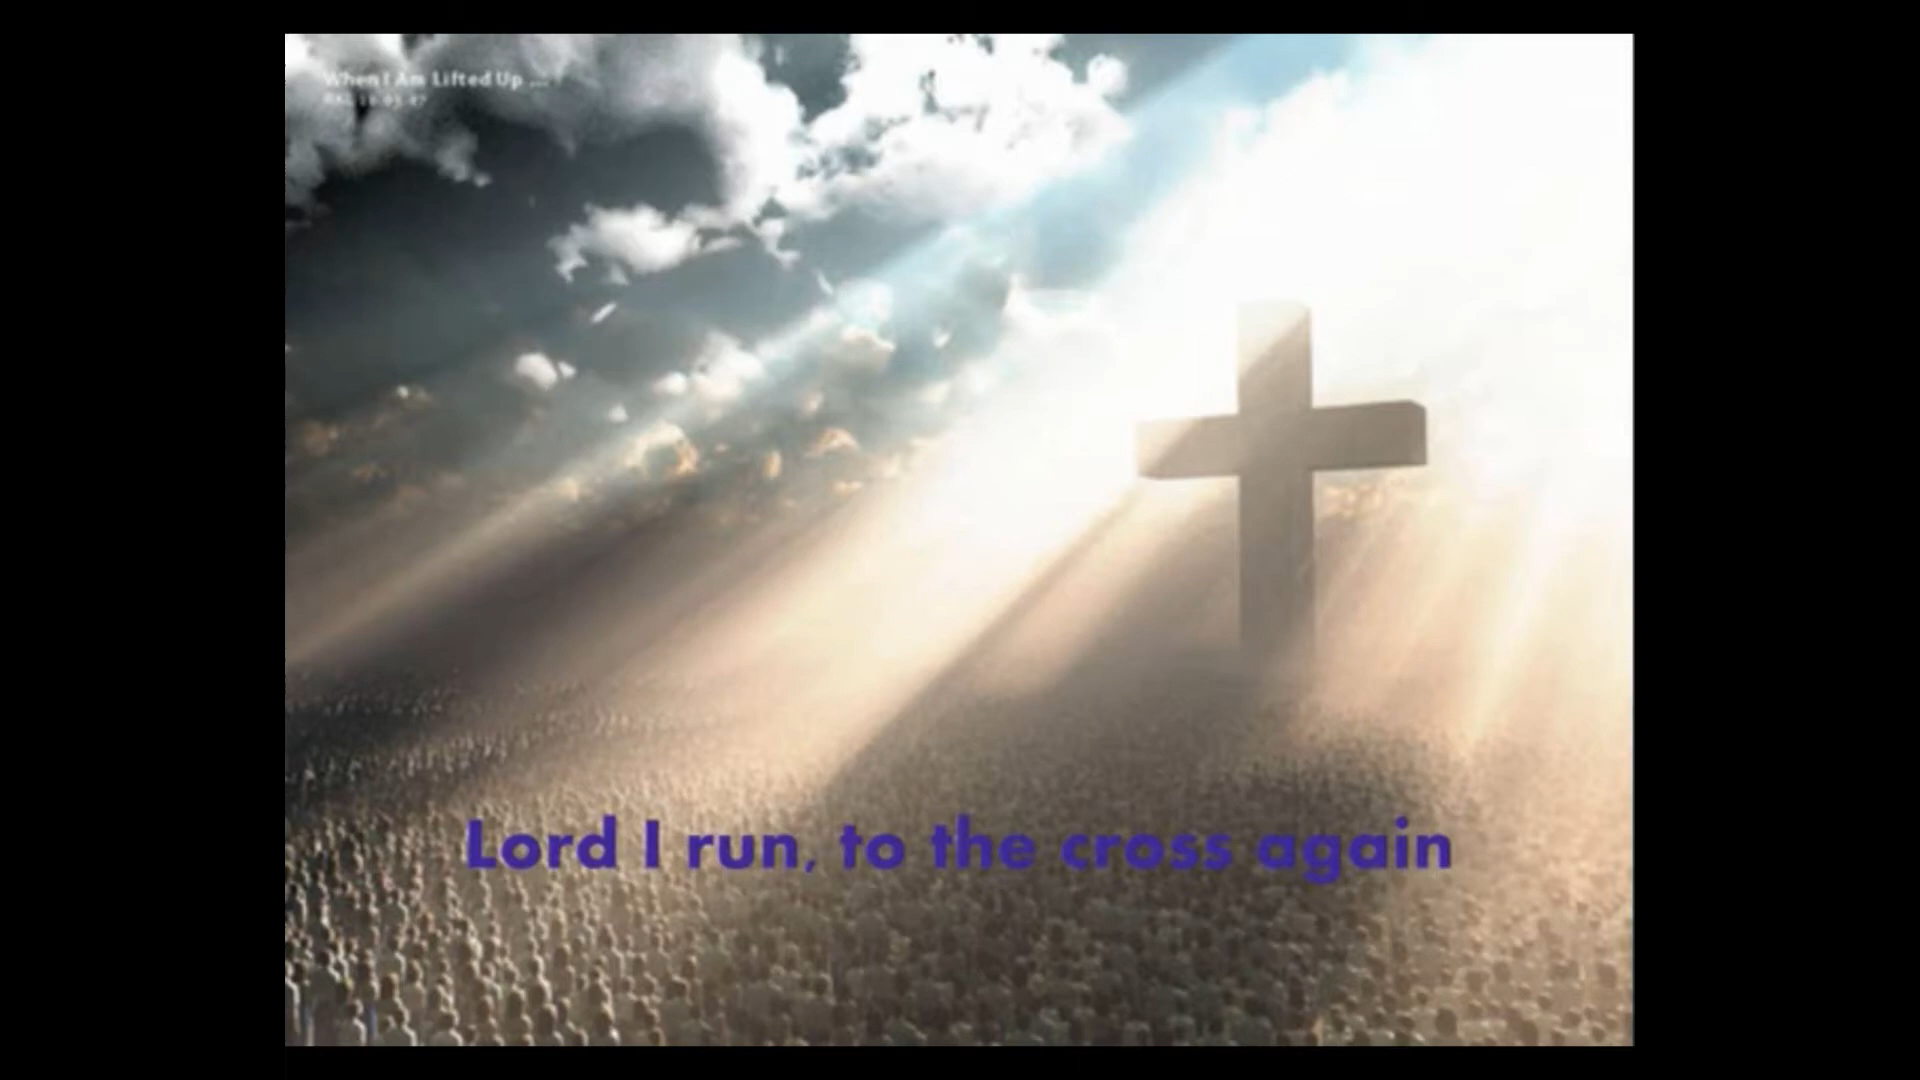 When I Am Lifted Up ....
Lord I run, to the cross again